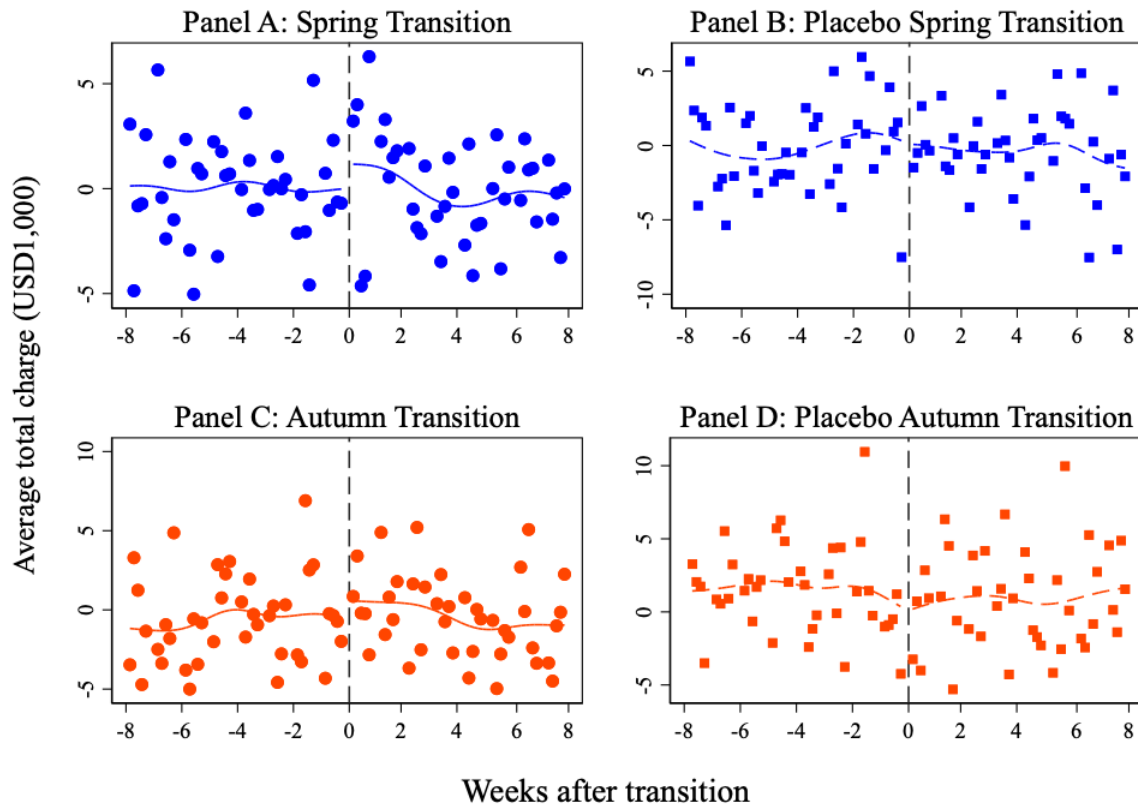 Panel A: Spring Transition
Panel B: Placebo Spring Transition
5
0
-5
-8 -6 -4 -2 0 2 4 6 8
5
0
-5
-10
-8 -6 -4 -2 0 2 4 6 8
Average total charge (USD1,000)
Panel C: Autumn Transition
Panel D: Placebo Autumn Transition
10
5
0
-5
-8 -6 -4 -2 0 2 4 6 8
10
5
0
-5
-8 -6 -4 -2 0 2 4 6 8
Weeks after transition